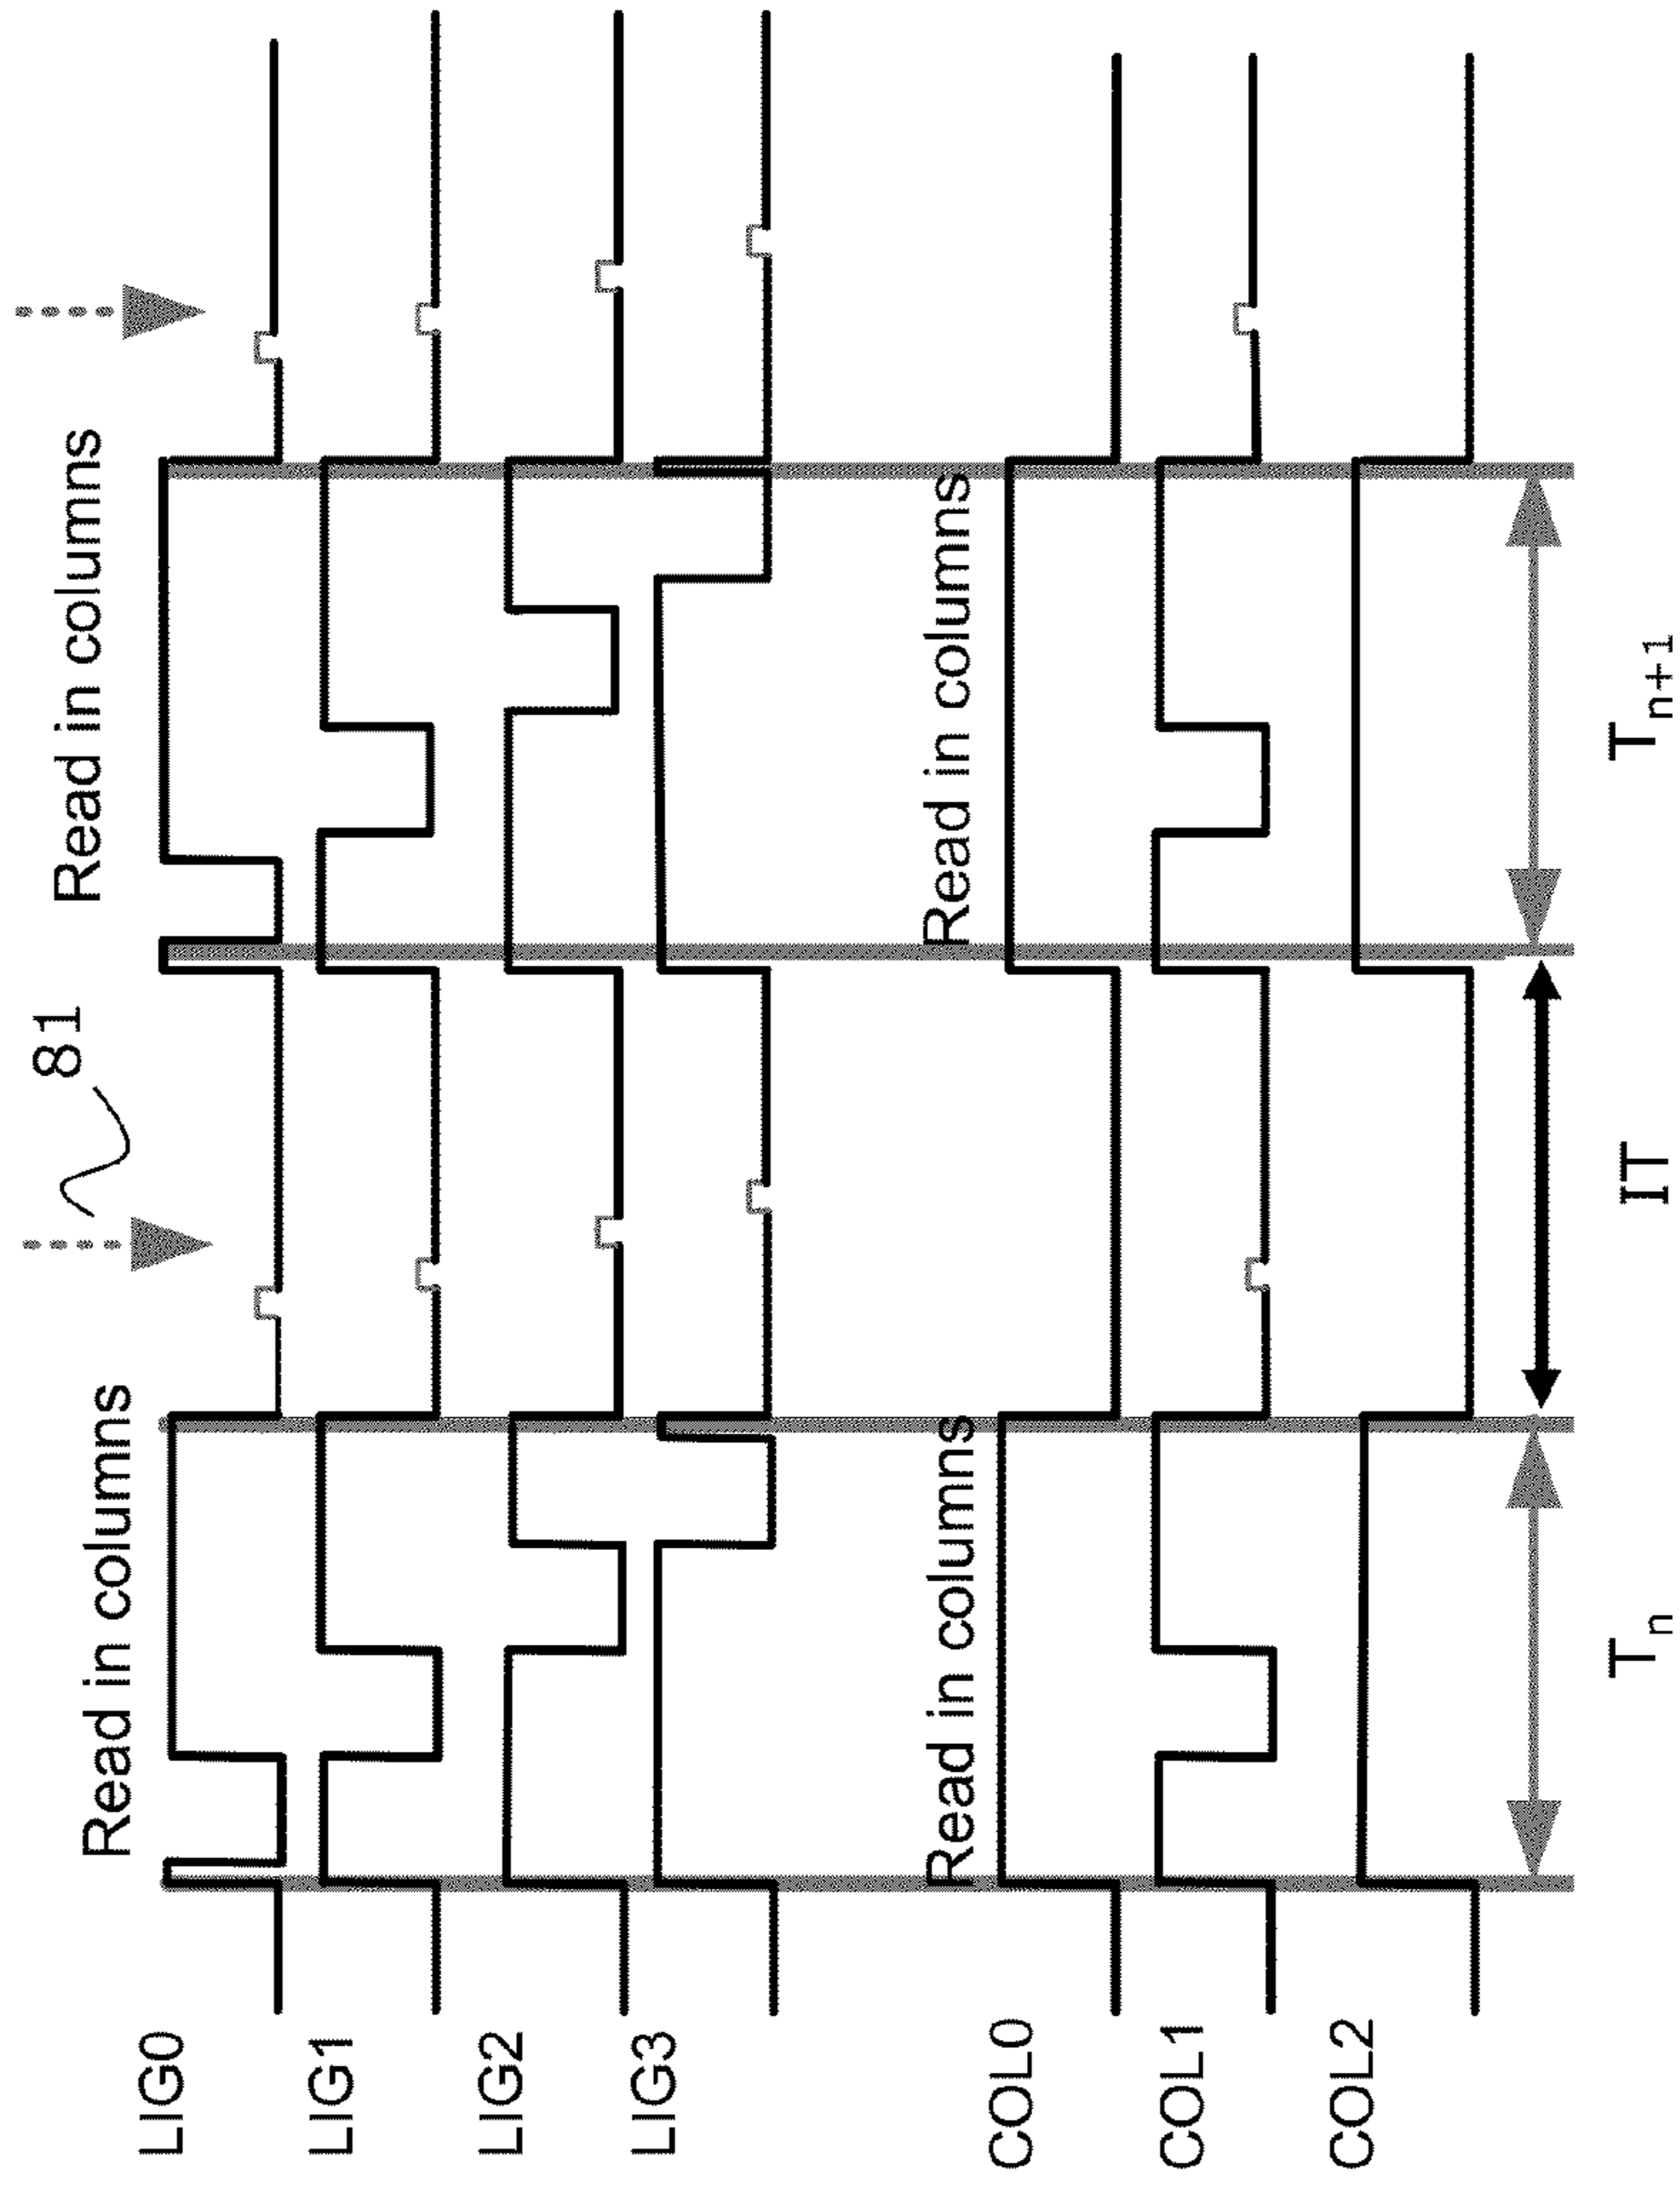 81
Read in columns
Read in columns
LIG0
LIG1
LIG2
LIG3
Read in columns
Read in columns
COL0
COL1
COL2
Tn
IT
Tn+1